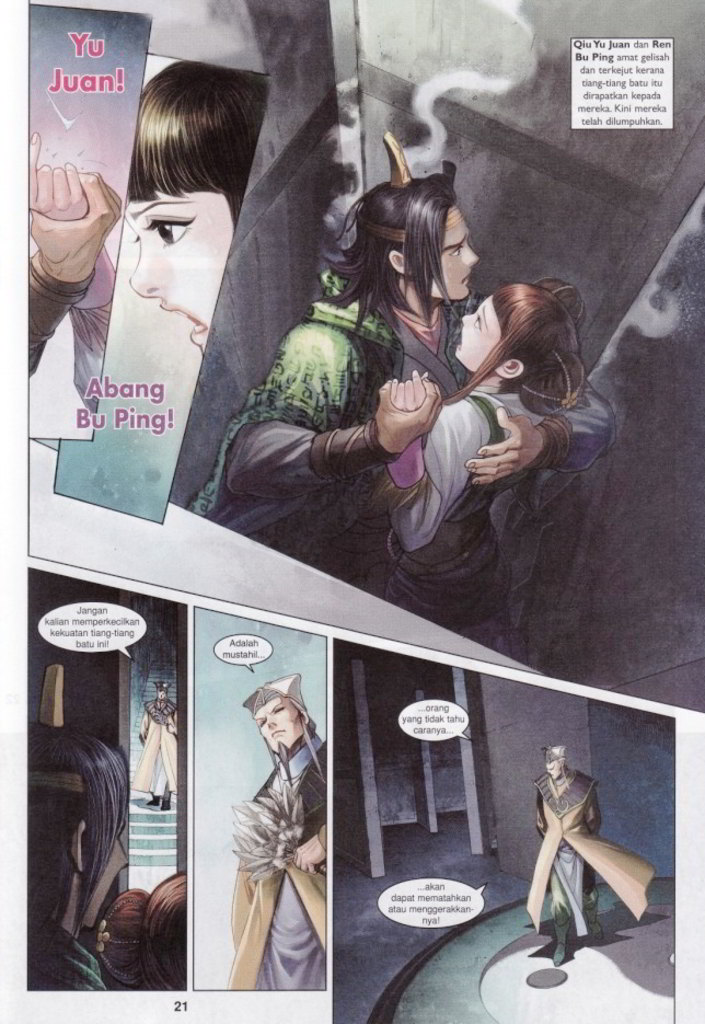 Yu
Juan!
Qiu Yu Juan dan Ren
Bu Ping amat gelisah
dan terkejut kerana
tiang-tiang batu itu
dirapatkan kepada
mereka. Kini mereka
telah dilumpuhkan.
Abang
Bu Ping!
Jangan
kalian memperkecilkan
kekuatan tiang-tiang
batu ini!
Adalah
mustahil...
...orang
yang tidak tahu
caranya...
...akan
dapat mematahkan
atau menggerakkan-
nya!
21